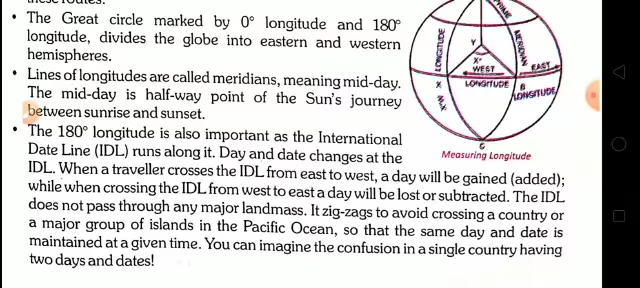 these routes.
• The Great circle marked by 0° longitude and 180°
longitude, divides the globe into eastern and western
hemispheres.
• Lines of longitudes are called meridians, meaning mid-day.
The mid-day is half-way point of the Sun's journey
between sunrise and sunset.
• The 180° longitude is also important as the International
Date Line (IDL) runs along it. Day and date changes at the
IDL. When a traveller crosses the IDL from east to west, a day will be gained (added);
while when crossing the IDL from west to east a day will be lost or subtracted. The IDL
does not pass through any major landmass. It zig-zags to avoid crossing a country or
a major group of islands in the Pacific Ocean, so that the same day and date is
maintained at a given time. You can imagine the confusion in a single country having
two days and dates!
PRIME
MERIDIAN
LONGITUDE
Y
X°
WEST
EAST
LONGITUDE
X
B
LONGITUDE
Measuring Longitude